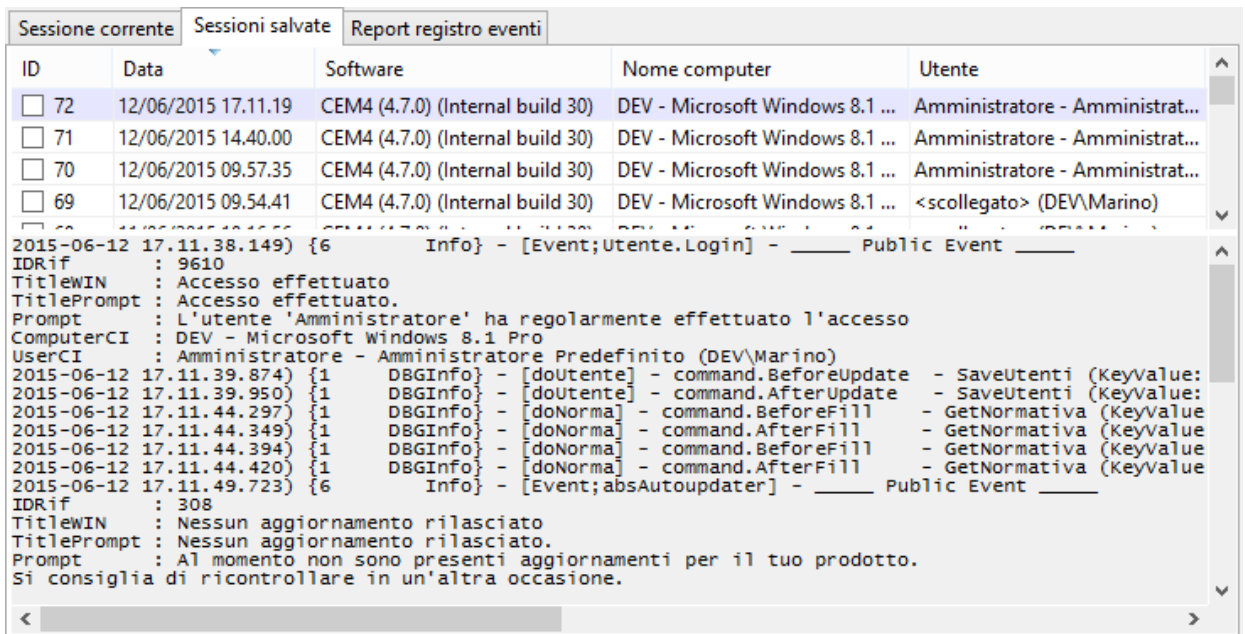 Sessione corrente Sessioni salvate Report registro eventi
ID Data Software Nome computer Utente
72 12/06/2015 17.11.19 CEM4 (4.7.0) (Internal build 30) DEV - Microsoft Windows 8.1 ... Amministratore - Amministrat...
71 12/06/2015 14.40.00 CEM4 (4.7.0) (Internal build 30) DEV - Microsoft Windows 8.1 ... Amministratore - Amministrat...
70 12/06/2015 09.57.35 CEM4 (4.7.0) (Internal build 30) DEV - Microsoft Windows 8.1 ... Amministratore - Amministrat...
69 12/06/2015 09.54.41 CEM4 (4.7.0) (Internal build 30) DEV - Microsoft Windows 8.1 ... <scollegato> (DEV\Marino)
2015-06-12 17.11.38.149) {6 Info} - [Event;Utente.Login] - _____ Public Event _____
IDRif : 9610
TitleWIN : Accesso effettuato
TitlePrompt : Accesso effettuato.
Prompt : L'utente 'Amministratore' ha regolarmente effettuato l'accesso
ComputerCI : DEV - Microsoft Windows 8.1 Pro
UserCI : Amministratore - Amministratore Predefinito (DEV\Marino)
2015-06-12 17.11.39.874) {1 DBGInfo} - [doUtente] - command.BeforeUpdate - SaveUtenti (KeyValue:
2015-06-12 17.11.39.950) {1 DBGInfo} - [doUtente] - command.AfterUpdate - SaveUtenti (KeyValue:
2015-06-12 17.11.44.297) {1 DBGInfo} - [doNorma] - command.BeforeFill - GetNormativa (KeyValue
2015-06-12 17.11.44.349) {1 DBGInfo} - [doNorma] - command.AfterFill - GetNormativa (KeyValue
2015-06-12 17.11.44.394) {1 DBGInfo} - [doNorma] - command.BeforeFill - GetNormativa (KeyValue
2015-06-12 17.11.44.420) {1 DBGInfo} - [doNorma] - command.AfterFill - GetNormativa (KeyValue
2015-06-12 17.11.49.723) {6 Info} - [Event;absAutoupdater] - _____ Public Event _____
IDRif : 308
TitleWIN : Nessun aggiornamento rilasciato
TitlePrompt : Nessun aggiornamento rilasciato.
Prompt : Al momento non sono presenti aggiornamenti per il tuo prodotto.
Si consiglia di ricontrollare in un'altra occasione.